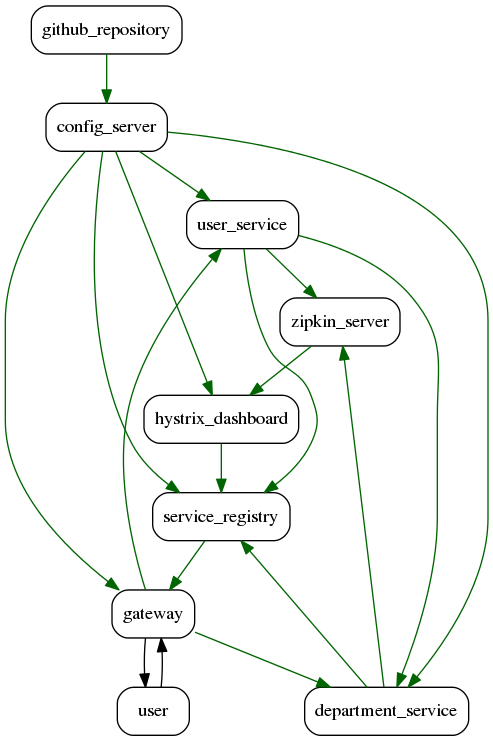 github_repository
config_server
user_service
zipkin_server
hystrix_dashboard
service_registry
gateway
user
department_service